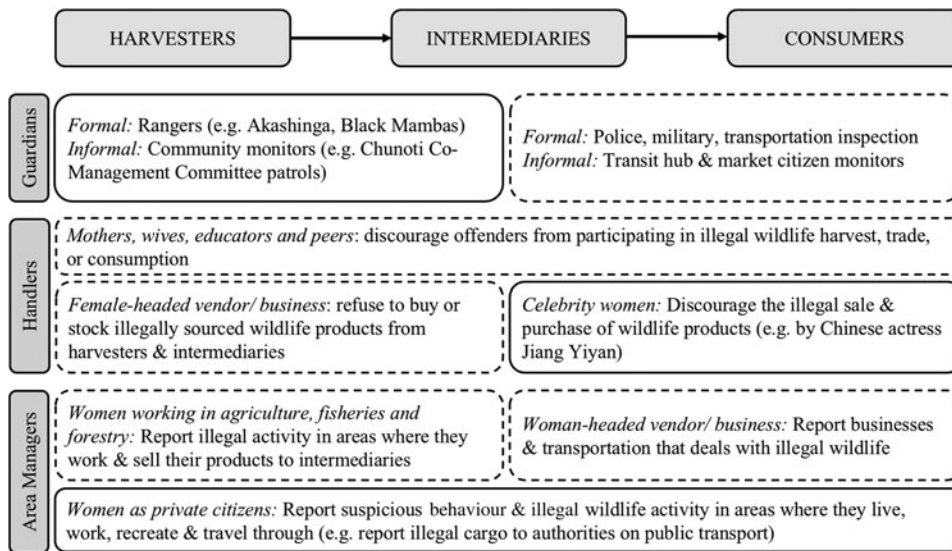 HARVESTERS
INTERMEDIARIES
CONSUMERS
Guardians
Formal: Rangers (e.g. Akashinga, Black Mambas)
Informal: Community monitors (e.g. Chunoti Co-
Management Committee patrols)
Formal: Police, military, transportation inspection
Informal: Transit hub & market citizen monitors
Handlers
Mothers, wives, educators and peers: discourage offenders from participating in illegal wildlife harvest, trade,
or consumption
Female-headed vendor/ business: refuse to buy or
stock illegally sourced wildlife products from
harvesters & intermediaries
Celebrity women: Discourage the illegal sale &
purchase of wildlife products (e.g. by Chinese actress
Jiang Yiyan)
Area Managers
Women working in agriculture, fisheries and
forestry: Report illegal activity in areas where they
work & sell their products to intermediaries
Woman-headed vendor/ business: Report businesses
& transportation that deals with illegal wildlife
Women as private citizens: Report suspicious behaviour & illegal wildlife activity in areas where they live,
work, recreate & travel through (e.g. report illegal cargo to authorities on public transport)